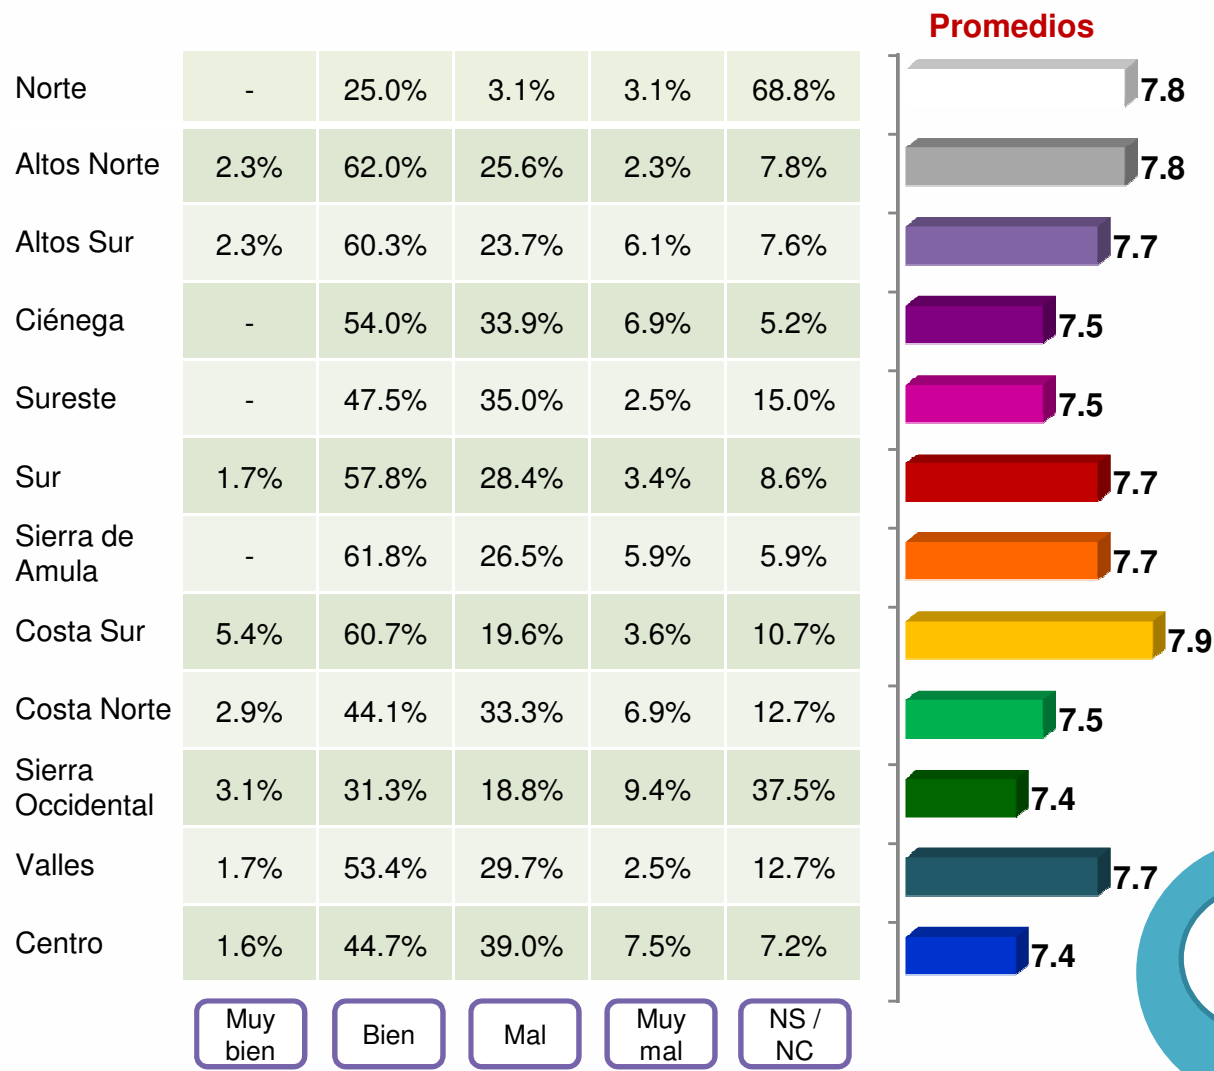 Promedios
Norte - 25.0% 3.1% 3.1% 68.8% 7.8
Altos Norte 2.3% 62.0% 25.6% 2.3% 7.8% 7.8
Altos Sur 2.3% 60.3% 23.7% 6.1% 7.6% 7.7
Ciénega - 54.0% 33.9% 6.9% 5.2% 7.5
Sureste - 47.5% 35.0% 2.5% 15.0% 7.5
Sur 1.7% 57.8% 28.4% 3.4% 8.6% 7.7
Sierra de
Amula - 61.8% 26.5% 5.9% 5.9% 7.7
Costa Sur 5.4% 60.7% 19.6% 3.6% 10.7% 7.9
Costa Norte 2.9% 44.1% 33.3% 6.9% 12.7% 7.5
Sierra
Occidental 3.1% 31.3% 18.8% 9.4% 37.5% 7.4
Valles 1.7% 53.4% 29.7% 2.5% 12.7% 7.7
Centro 1.6% 44.7% 39.0% 7.5% 7.2% 7.4
Muy
bien
Bien
Mal
Muy
mal
NS /
NC